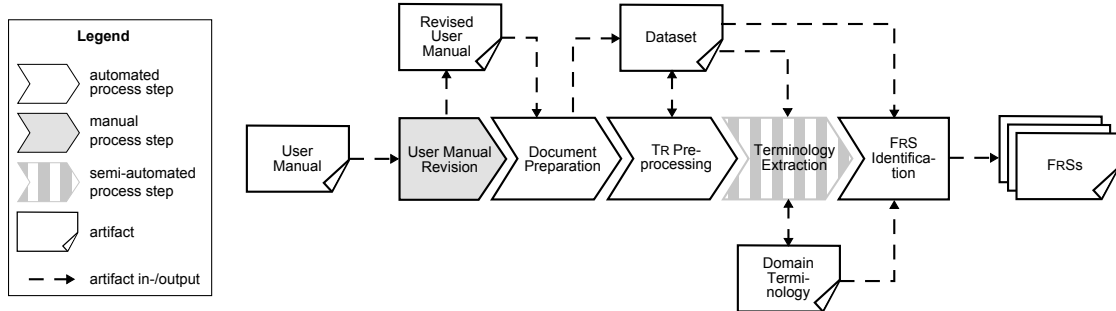 Legend
automated
process step
manual
process step
semi-automated
process step
artifact
artifact in-/output
User
Manual
Revised
User
Manual
User Manual
Revision
Document
Preparation
Dataset
TR Pre-
processing
Terminology
Extraction
Domain
Termi-
nology
FRS
Identifica-
tion
FRSs